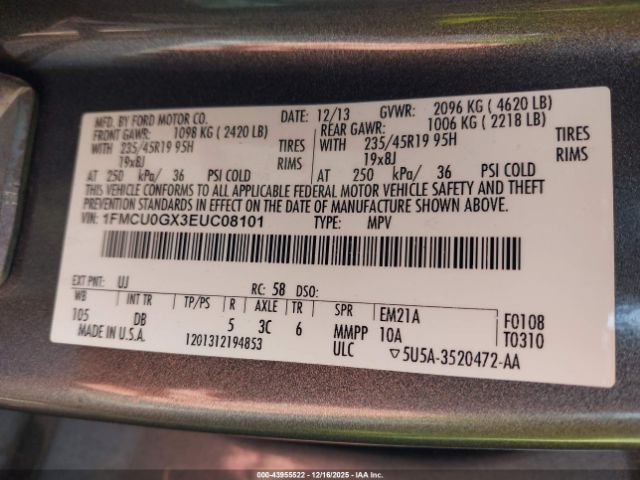 MFD. BY FORD MOTOR CO. DATE: 12/13 GVWR: 2096 KG ( 4620 LB)
FRONT GAWR: 1098 KG ( 2420 LB) REAR GAWR: 1006 KG ( 2218 LB)
WITH 235/45R19 95H TIRES WITH 235/45R19 95H TIRES
19x8J RIMS 19x8J RIMS
AT 250 kPa/ 36 PSI COLD AT 250 kPa/ 36 PSI COLD
THIS VEHICLE CONFORMS TO ALL APPLICABLE FEDERAL MOTOR VEHICLE SAFETY AND THEFT
PREVENTION STANDARDS IN EFFECT ON THE DATE OF MANUFACTURE SHOWN ABOVE.
VIN: 1FMCU0GX3EUC08101 TYPE: MPV
EXT PNT: UJ RC: 58 DSO:
WB INT TR TP/PS R AXLE TR SPR EM21A F0108
105 DB 5 3C 6 MMPP 10A T0310
MADE IN U.S.A. 1201312194853 ULC ▽5U5A-3520472-AA
000-43955522 | 12/16/2025 | IAA Inc.